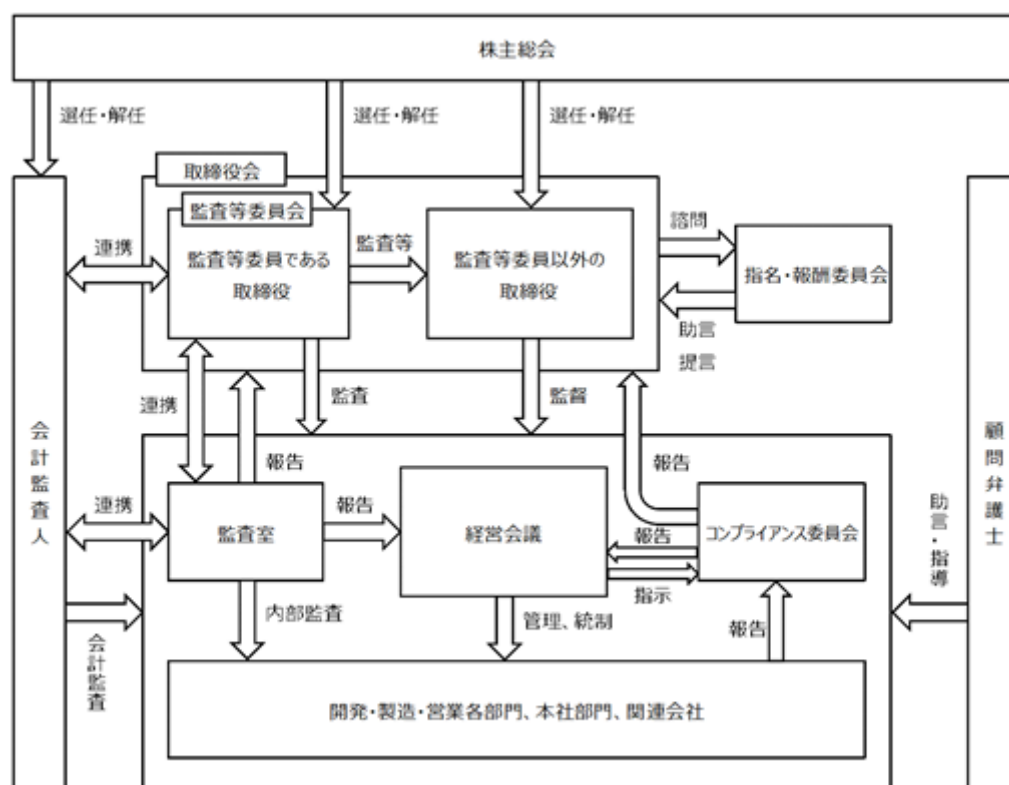 株主総会
選任・解任
選任・解任
選任・解任
取締役会
監査等委員会
監査等委員である
取締役
監査等
監査等委員以外の
取締役
諮問
指名・報酬委員会
助言
提言
連携
連携
監査
監督
報告
報告
会計監査人
顧問弁護士
連携
監査室
報告
経営会議
報告
指示
コンプライアンス委員会
助言・指導
内部監査
管理、統制
報告
会計監査
開発・製造・営業各部門、本社部門、関連会社